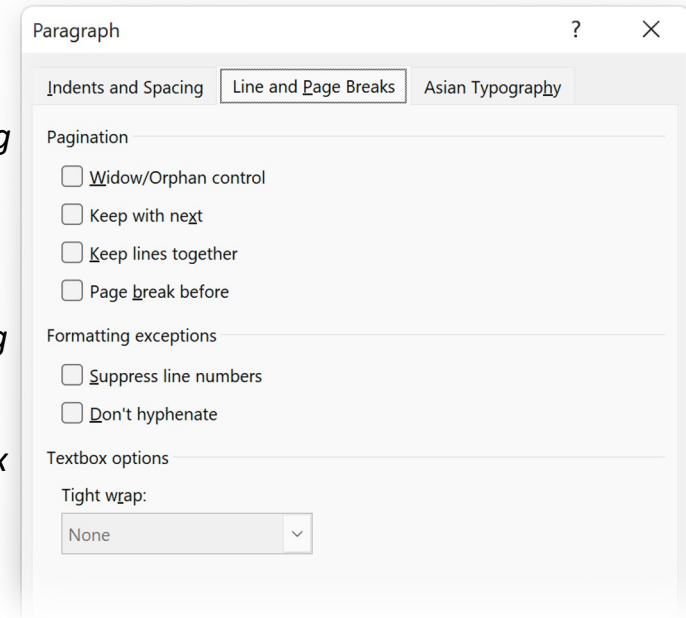 Paragraph ?
Indents and Spacing Line and Page Breaks Asian Typography
g
Pagination
Widow/Orphan control
Keep with next
Keep lines together
Page break before
g
Formatting exceptions
Suppress line numbers
Don't hyphenate
k
Textbox options
Tight wrap:
None